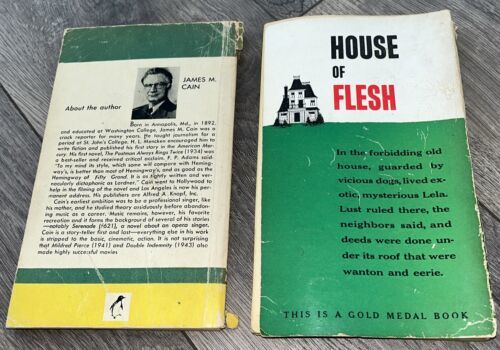 JAMES M.
CAIN
About the author
Born in Annapolis, Md., in 1892,
and educated at Washington College, James M. Cain was a
crack reporter for many years. He taught journalism for a
period at St. John's College. H. L. Mencken encouraged him to
write fiction and published his first story in the American Mer-
cury. His first novel, The Postman Always Rings Twice (1934) was
a best-seller and received critical acclaim. F. P. Adams said:
"To my mind its style, which some will compare with Heming-
way's, is better than most of Hemingway's, and as good as the
Hemingway of Fifty Grand. It is as tightly written and ver-
nacularly dictaphonic as Lardner." Cain went to Hollywood to
help in the filming of the novel and Los Angeles is now his per-
manent address. His publishers are Alfred A. Knopf, Inc.
Cain's earliest ambition was to be a professional singer, like
his mother, and he studied theory assiduously before abandon-
ing music as a career. Music remains, however, his favorite
recreation and it forms the background of several of his stories
—notably Serenade [621], a novel about an opera singer.
Cain is a story-teller first and last—everything else in his work
is stripped to the basic, cinematic, action. It is not surprising
that Mildred Pierce (1941) and Double Indemnity (1943) also
made highly successful movies
HOUSE
OF
FLESH
In the forbidding old
house, guarded by
vicious dogs, lived ex-
otic, mysterious Lela.
Lust ruled there, the
neighbors said, and
deeds were done un-
der its roof that were
wanton and eerie.
THIS IS A GOLD MEDAL BOOK